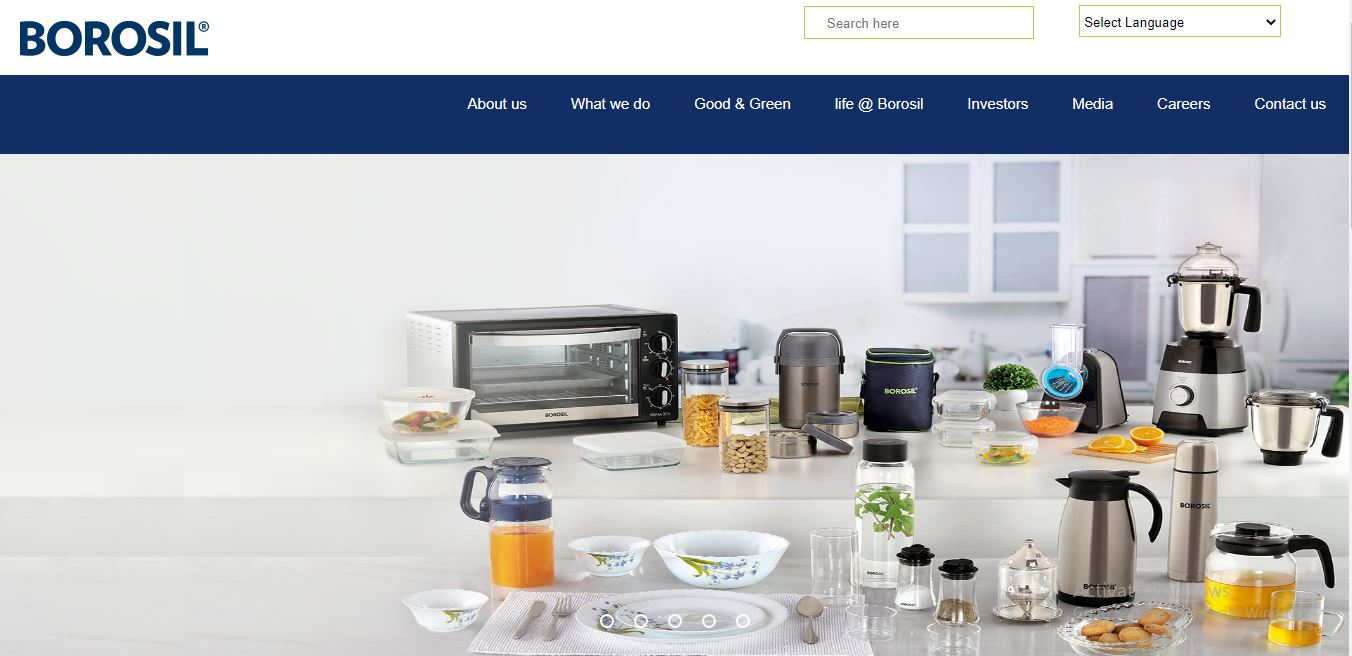 BOROSIL®
Search here
Select Language
About us
What we do
Good & Green
life @ Borosil
Investors
Media
Careers
Contact us
BOROSIL
BOROSIL
BOROSIL®
BOROSIL
BOROSIL
BOROSIL
BOROSIL